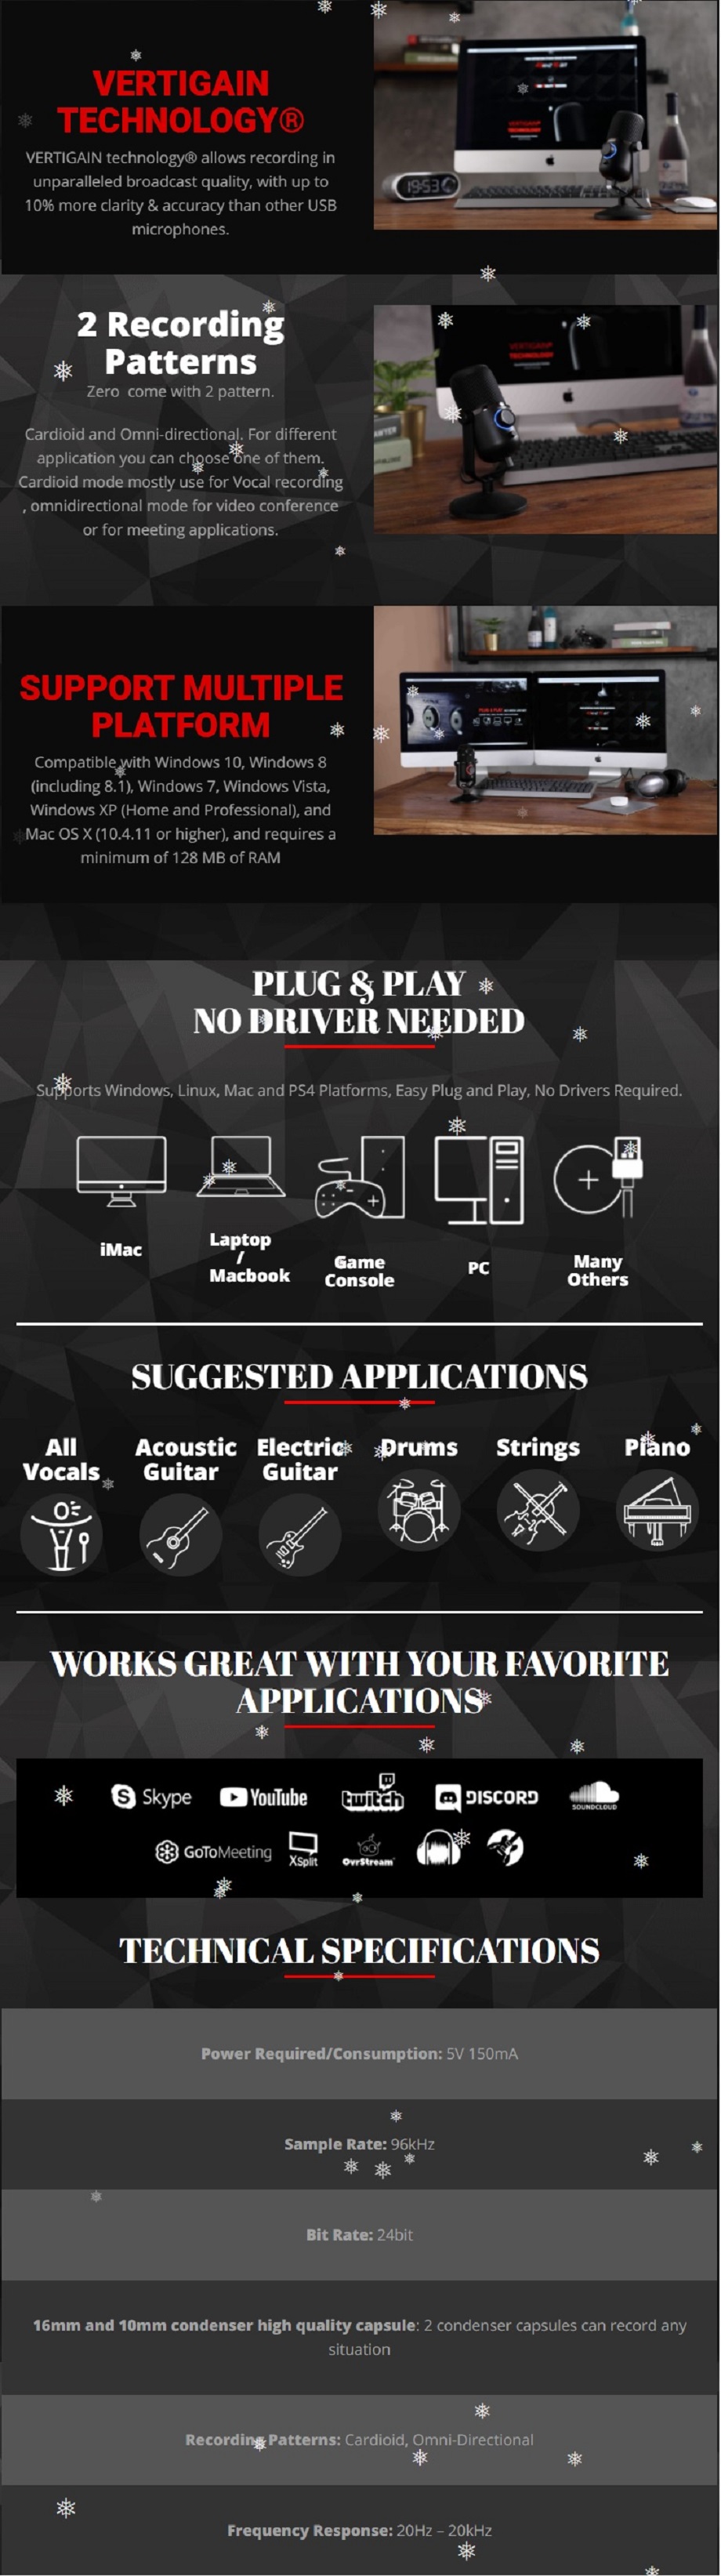 VERTIGAIN
TECHNOLOGY®
VERTIGAIN technology® allows recording in
unparalleled broadcast quality, with up to
10% more clarity & accuracy than other USB
microphones.
19:53
2 Recording
Patterns
Zero come with 2 pattern.
Cardioid and Omni-directional. For different
application you can choose one of them.
Cardioid mode mostly use for Vocal recording
, omnidirectional mode for video conference
or for meeting applications.
SUPPORT MULTIPLE
PLATFORM
Compatible with Windows 10, Windows 8
(including 8.1), Windows 7, Windows Vista,
Windows XP (Home and Professional), and
Mac OS X (10.4.11 or higher), and requires a
minimum of 128 MB of RAM
PLUG & PLAY
NO DRIVER NEEDED
Supports Windows, Linux, Mac and PS4 Platforms, Easy Plug and Play, No Drivers Required.
iMac
Laptop
/
Macbook
Game
Console
PC
Many
Others
SUGGESTED APPLICATIONS
All
Vocals
Acoustic
Guitar
Electric
Guitar
Drums
Strings
Piano
WORKS GREAT WITH YOUR FAVORITE
APPLICATIONS
Skype
YouTube
twitch
DISCORD
SOUNDCLOUD
GoToMeeting
XSplit
OvrStream
TECHNICAL SPECIFICATIONS
Power Required/Consumption: 5V 150mA
Sample Rate: 96kHz
Bit Rate: 24bit
16mm and 10mm condenser high quality capsule: 2 condenser capsules can record any
situation
Recording Patterns: Cardioid, Omni-Directional
Frequency Response: 20Hz – 20kHz